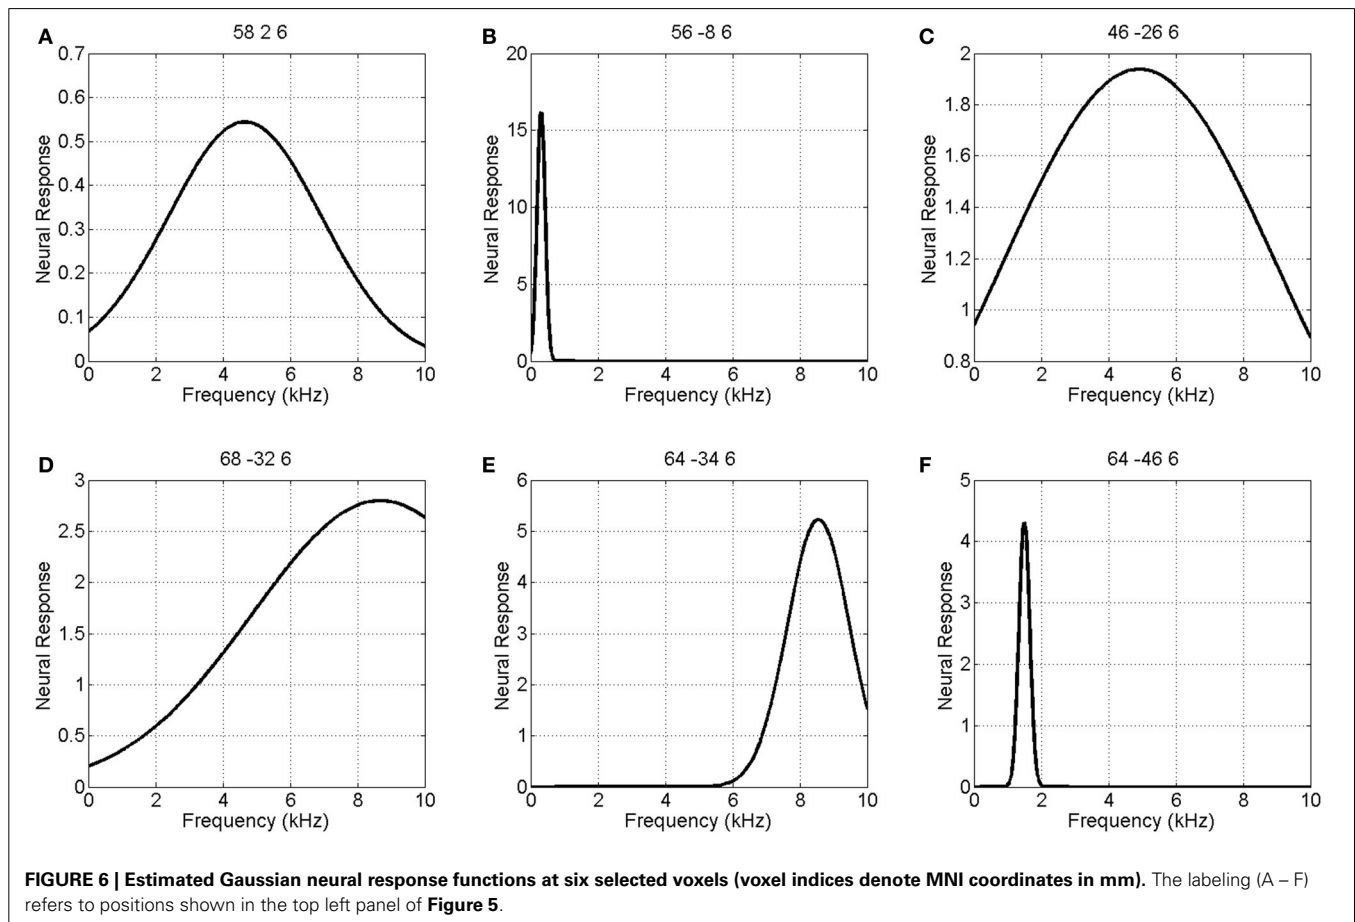 A
58 2 6
Neural Response
0.7
0.6
0.5
0.4
0.3
0.2
0.1
0
0 2 4 6 8 10
Frequency (kHz)
B
56 -8 6
Neural Response
20
15
10
5
0
0 2 4 6 8 10
Frequency (kHz)
C
46 -26 6
Neural Response
2
1.8
1.6
1.4
1.2
1
0.8
0 2 4 6 8 10
Frequency (kHz)
D
68 -32 6
Neural Response
3
2.5
2
1.5
1
0.5
0
0 2 4 6 8 10
Frequency (kHz)
E
64 -34 6
Neural Response
6
5
4
3
2
1
0
0 2 4 6 8 10
Frequency (kHz)
F
64 -46 6
Neural Response
5
4
3
2
1
0
0 2 4 6 8 10
Frequency (kHz)
FIGURE 6 | Estimated Gaussian neural response functions at six selected voxels (voxel indices denote MNI coordinates in mm). The labeling (A – F)
refers to positions shown in the top left panel of Figure 5.